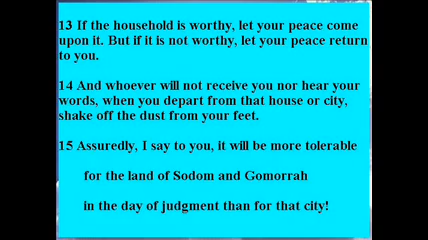 13 If the household is worthy, let your peace come
upon it. But if it is not worthy, let your peace return
to you.
14 And whoever will not receive you nor hear your
words, when you depart from that house or city,
shake off the dust from your feet.
15 Assuredly, I say to you, it will be more tolerable
for the land of Sodom and Gomorrah
in the day of judgment than for that city!